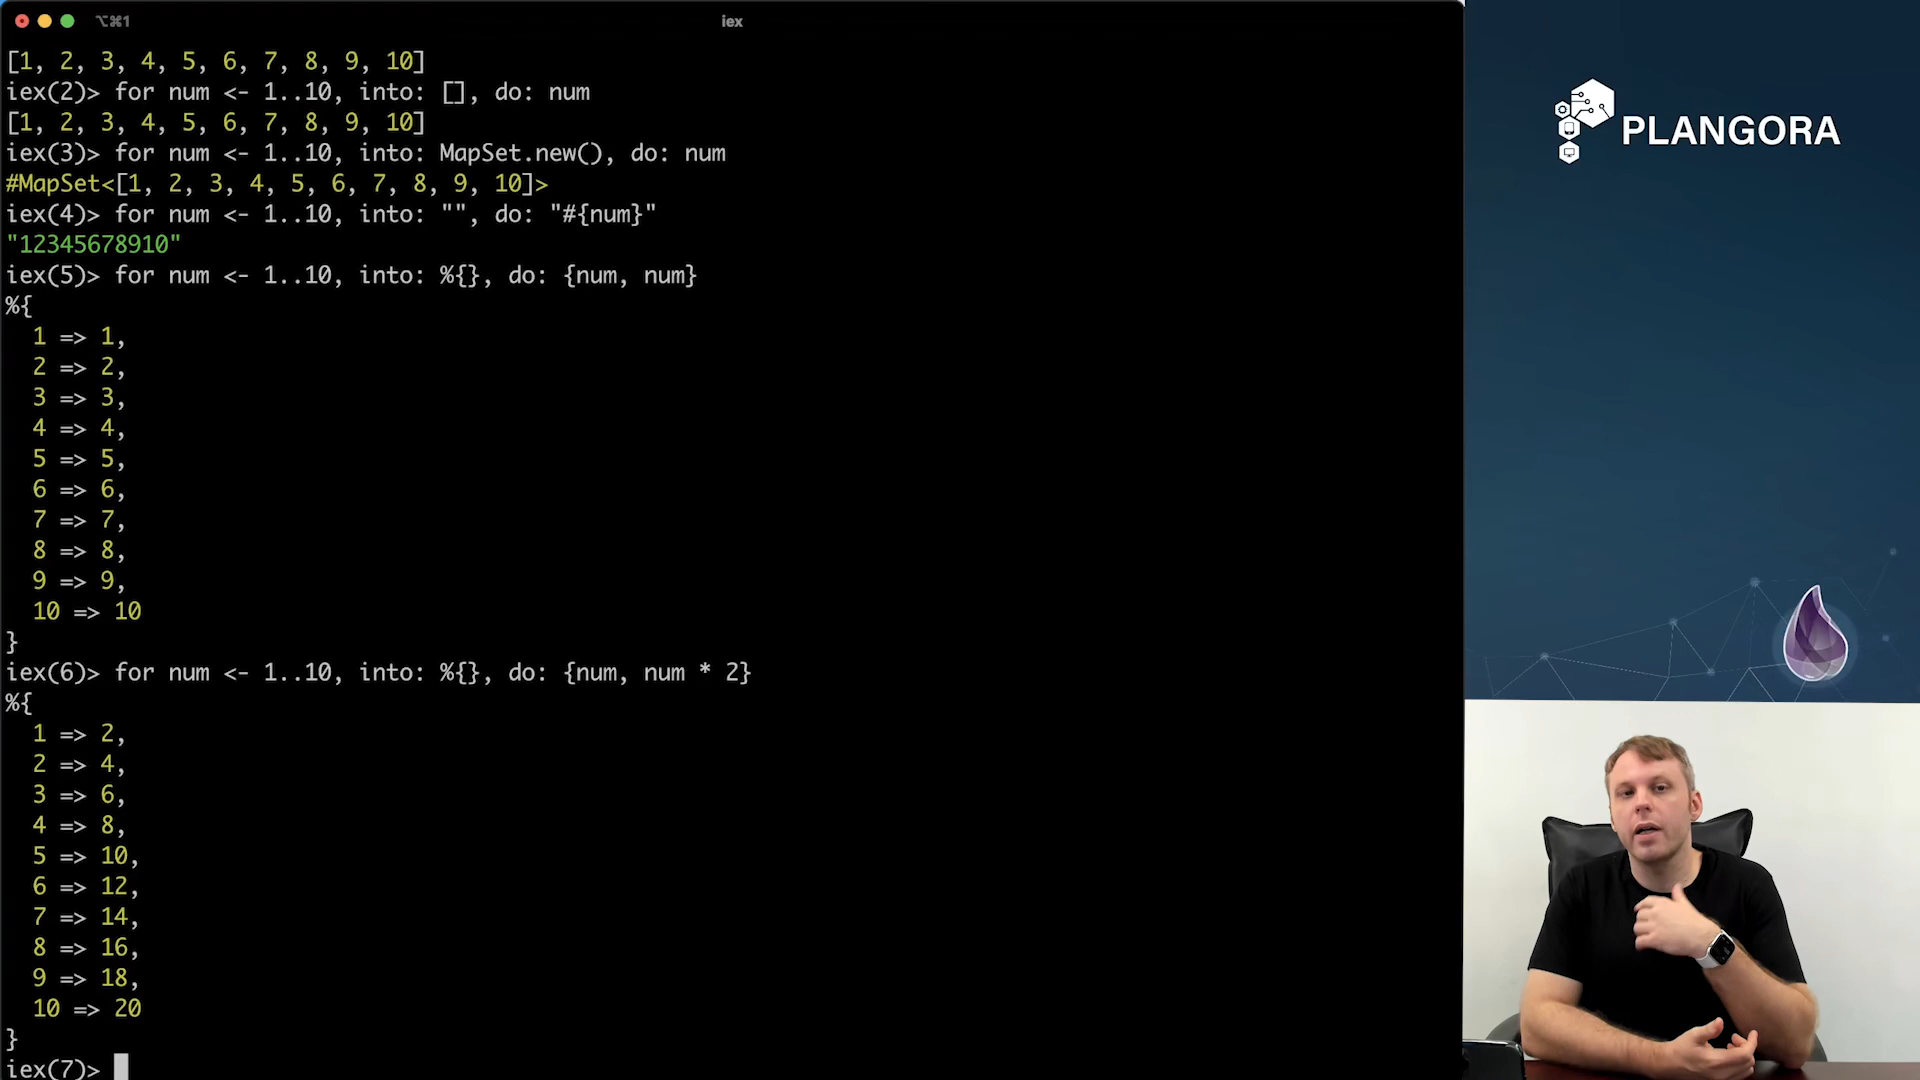 ⌥⌘1
iex
[1, 2, 3, 4, 5, 6, 7, 8, 9, 10]
iex(2)> for num <- 1..10, into: [], do: num
[1, 2, 3, 4, 5, 6, 7, 8, 9, 10]
iex(3)> for num <- 1..10, into: MapSet.new(), do: num
#MapSet<[1, 2, 3, 4, 5, 6, 7, 8, 9, 10]>
iex(4)> for num <- 1..10, into: "", do: "#{num}"
"12345678910"
iex(5)> for num <- 1..10, into: %{}, do: {num, num}
%{
  1 => 1,
  2 => 2,
  3 => 3,
  4 => 4,
  5 => 5,
  6 => 6,
  7 => 7,
  8 => 8,
  9 => 9,
  10 => 10
}
iex(6)> for num <- 1..10, into: %{}, do: {num, num * 2}
%{
  1 => 2,
  2 => 4,
  3 => 6,
  4 => 8,
  5 => 10,
  6 => 12,
  7 => 14,
  8 => 16,
  9 => 18,
  10 => 20
}
iex(7)>
PLANGORA